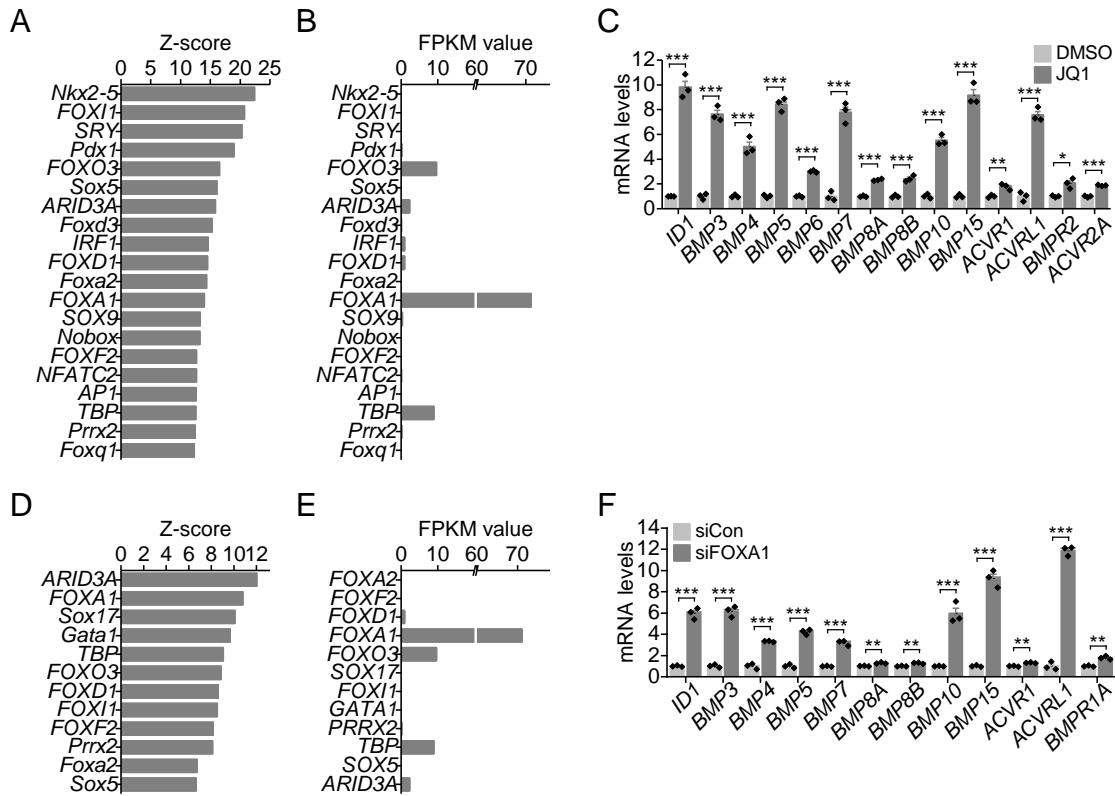 A
Z-score
0 5 10 15 20 25
Nkx2-5
FOXI1
SRY
Pdx1
FOXO3
Sox5
ARID3A
Foxd3
IRF1
FOXD1
Foxa2
FOXA1
SOX9
Nobox
FOXF2
NFATC2
AP1
TBP
Prrx2
Foxq1
B
FPKM value
0 10 60 70
Nkx2-5
FOXI1
SRY
Pdx1
FOXO3
Sox5
ARID3A
Foxd3
IRF1
FOXD1
Foxa2
FOXA1
SOX9
Nobox
FOXF2
NFATC2
AP1
TBP
Prrx2
Foxq1
C
DMSO
JQ1
mRNA levels
12
10
8
6
4
2
0
*** *** *** *** *** *** *** *** *** *** ** *** * ***
ID1 BMP3 BMP4 BMP5 BMP6 BMP7 BMP8A BMP8B BMP10 BMP15 ACVR1 ACVRL1 BMPR2 ACVR2A
D
Z-score
0 2 4 6 8 10 12
ARID3A
FOXA1
Sox17
Gata1
TBP
FOXO3
FOXD1
FOXI1
FOXF2
Prrx2
Foxa2
Sox5
E
FPKM value
0 10 60 70
FOXA2
FOXF2
FOXD1
FOXA1
FOXO3
SOX17
FOXI1
GATA1
PRRX2
TBP
SOX5
ARID3A
F
siCon
siFOXA1
mRNA levels
14
12
10
8
6
4
2
0
*** *** *** *** *** ** ** *** *** ** *** **
ID1 BMP3 BMP4 BMP5 BMP7 BMP8A BMP8B BMP10 BMP15 ACVR1 ACVRL1 BMPR1A